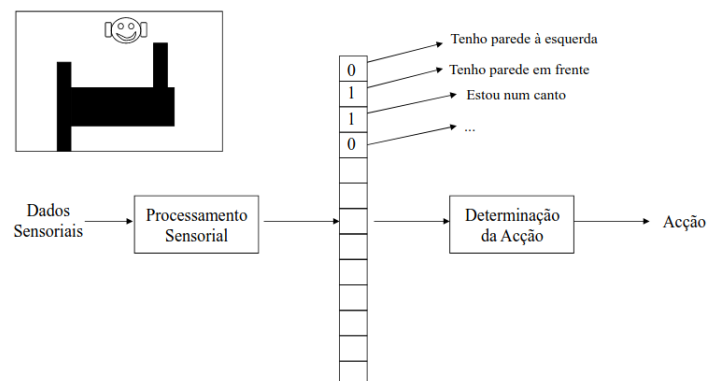 Tenho parede à esquerda
0
Tenho parede em frente
1
Estou num canto
1
...
0
Dados
Sensoriais
Processamento
Sensorial
Determinação
da Acção
Acção